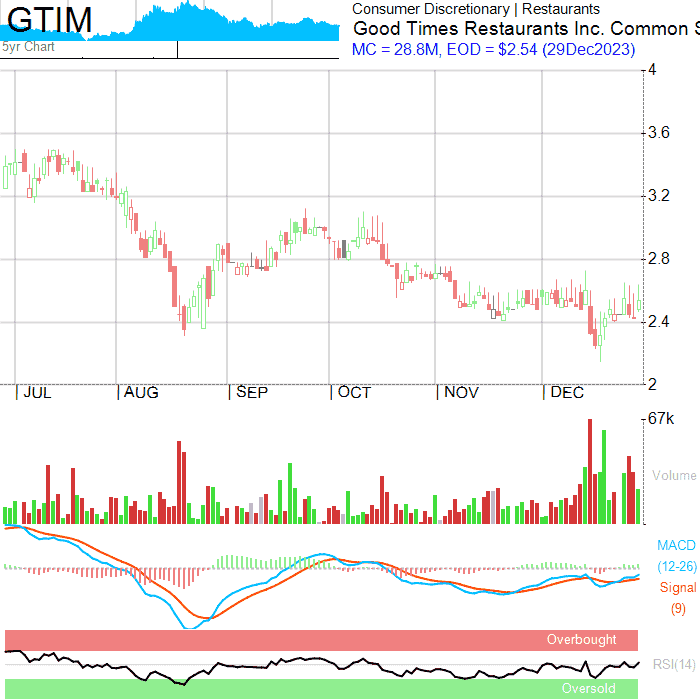 GTIM
5yr Chart
Consumer Discretionary | Restaurants
Good Times Restaurants Inc. Common S
MC = 28.8M, EOD = $2.54 (29Dec2023)
4
3.6
3.2
2.8
2.4
2
JUL AUG SEP OCT NOV DEC
67k
Volume
MACD
(12-26)
Signal
(9)
Overbought
RSI(14)
Oversold